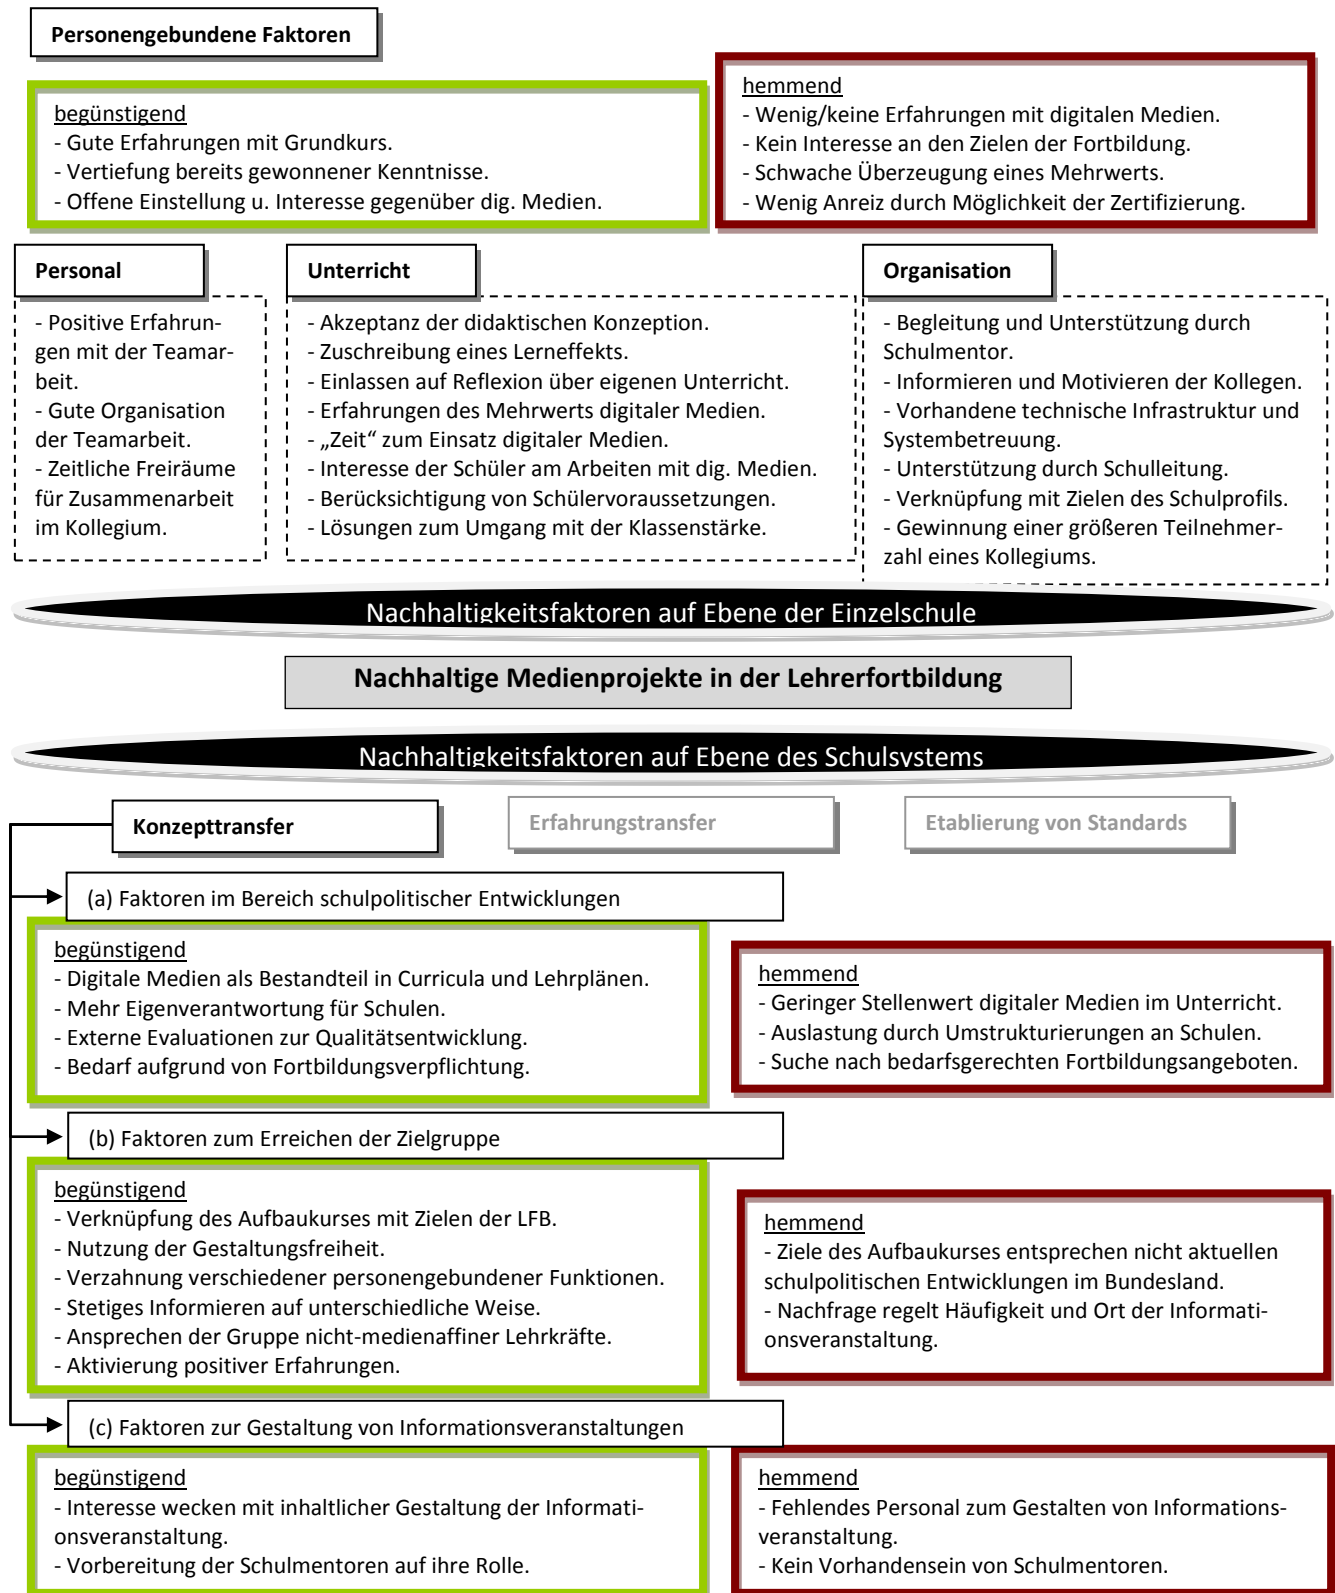 Personengebundene Faktoren
begünstigend
- Gute Erfahrungen mit Grundkurs.
- Vertiefung bereits gewonnener Kenntnisse.
- Offene Einstellung u. Interesse gegenüber dig. Medien.
hemmend
- Wenig/keine Erfahrungen mit digitalen Medien.
- Kein Interesse an den Zielen der Fortbildung.
- Schwache Überzeugung eines Mehrwerts.
- Wenig Anreiz durch Möglichkeit der Zertifizierung.
Personal
- Positive Erfahrun-
gen mit der Teamar-
beit.
- Gute Organisation
der Teamarbeit.
- Zeitliche Freiräume
für Zusammenarbeit
im Kollegium.
Unterricht
- Akzeptanz der didaktischen Konzeption.
- Zuschreibung eines Lerneffekts.
- Einlassen auf Reflexion über eigenen Unterricht.
- Erfahrungen des Mehrwerts digitaler Medien.
- „Zeit“ zum Einsatz digitaler Medien.
- Interesse der Schüler am Arbeiten mit dig. Medien.
- Berücksichtigung von Schülervoraussetzungen.
- Lösungen zum Umgang mit der Klassenstärke.
Organisation
- Begleitung und Unterstützung durch
Schulmentor.
- Informieren und Motivieren der Kollegen.
- Vorhandene technische Infrastruktur und
Systembetreuung.
- Unterstützung durch Schulleitung.
- Verknüpfung mit Zielen des Schulprofils.
- Gewinnung einer größeren Teilnehmer-
zahl eines Kollegiums.
Nachhaltigkeitsfaktoren auf Ebene der Einzelschule
Nachhaltige Medienprojekte in der Lehrerfortbildung
Nachhaltigkeitsfaktoren auf Ebene des Schulsystems
Konzepttransfer
Erfahrungstransfer
Etablierung von Standards
(a) Faktoren im Bereich schulpolitischer Entwicklungen
begünstigend
- Digitale Medien als Bestandteil in Curricula und Lehrplänen.
- Mehr Eigenverantwortung für Schulen.
- Externe Evaluationen zur Qualitätsentwicklung.
- Bedarf aufgrund von Fortbildungsverpflichtung.
hemmend
- Geringer Stellenwert digitaler Medien im Unterricht.
- Auslastung durch Umstrukturierungen an Schulen.
- Suche nach bedarfsgerechten Fortbildungsangeboten.
(b) Faktoren zum Erreichen der Zielgruppe
begünstigend
- Verknüpfung des Aufbaukurses mit Zielen der LFB.
- Nutzung der Gestaltungsfreiheit.
- Verzahnung verschiedener personengebundener Funktionen.
- Stetiges Informieren auf unterschiedliche Weise.
- Ansprechen der Gruppe nicht-medienaffiner Lehrkräfte.
- Aktivierung positiver Erfahrungen.
hemmend
- Ziele des Aufbaukurses entsprechen nicht aktuellen
schulpolitischen Entwicklungen im Bundesland.
- Nachfrage regelt Häufigkeit und Ort der Informati-
onsveranstaltung.
(c) Faktoren zur Gestaltung von Informationsveranstaltungen
begünstigend
- Interesse wecken mit inhaltlicher Gestaltung der Informati-
onsveranstaltung.
- Vorbereitung der Schulmentoren auf ihre Rolle.
hemmend
- Fehlendes Personal zum Gestalten von Informations-
veranstaltung.
- Kein Vorhandensein von Schulmentoren.